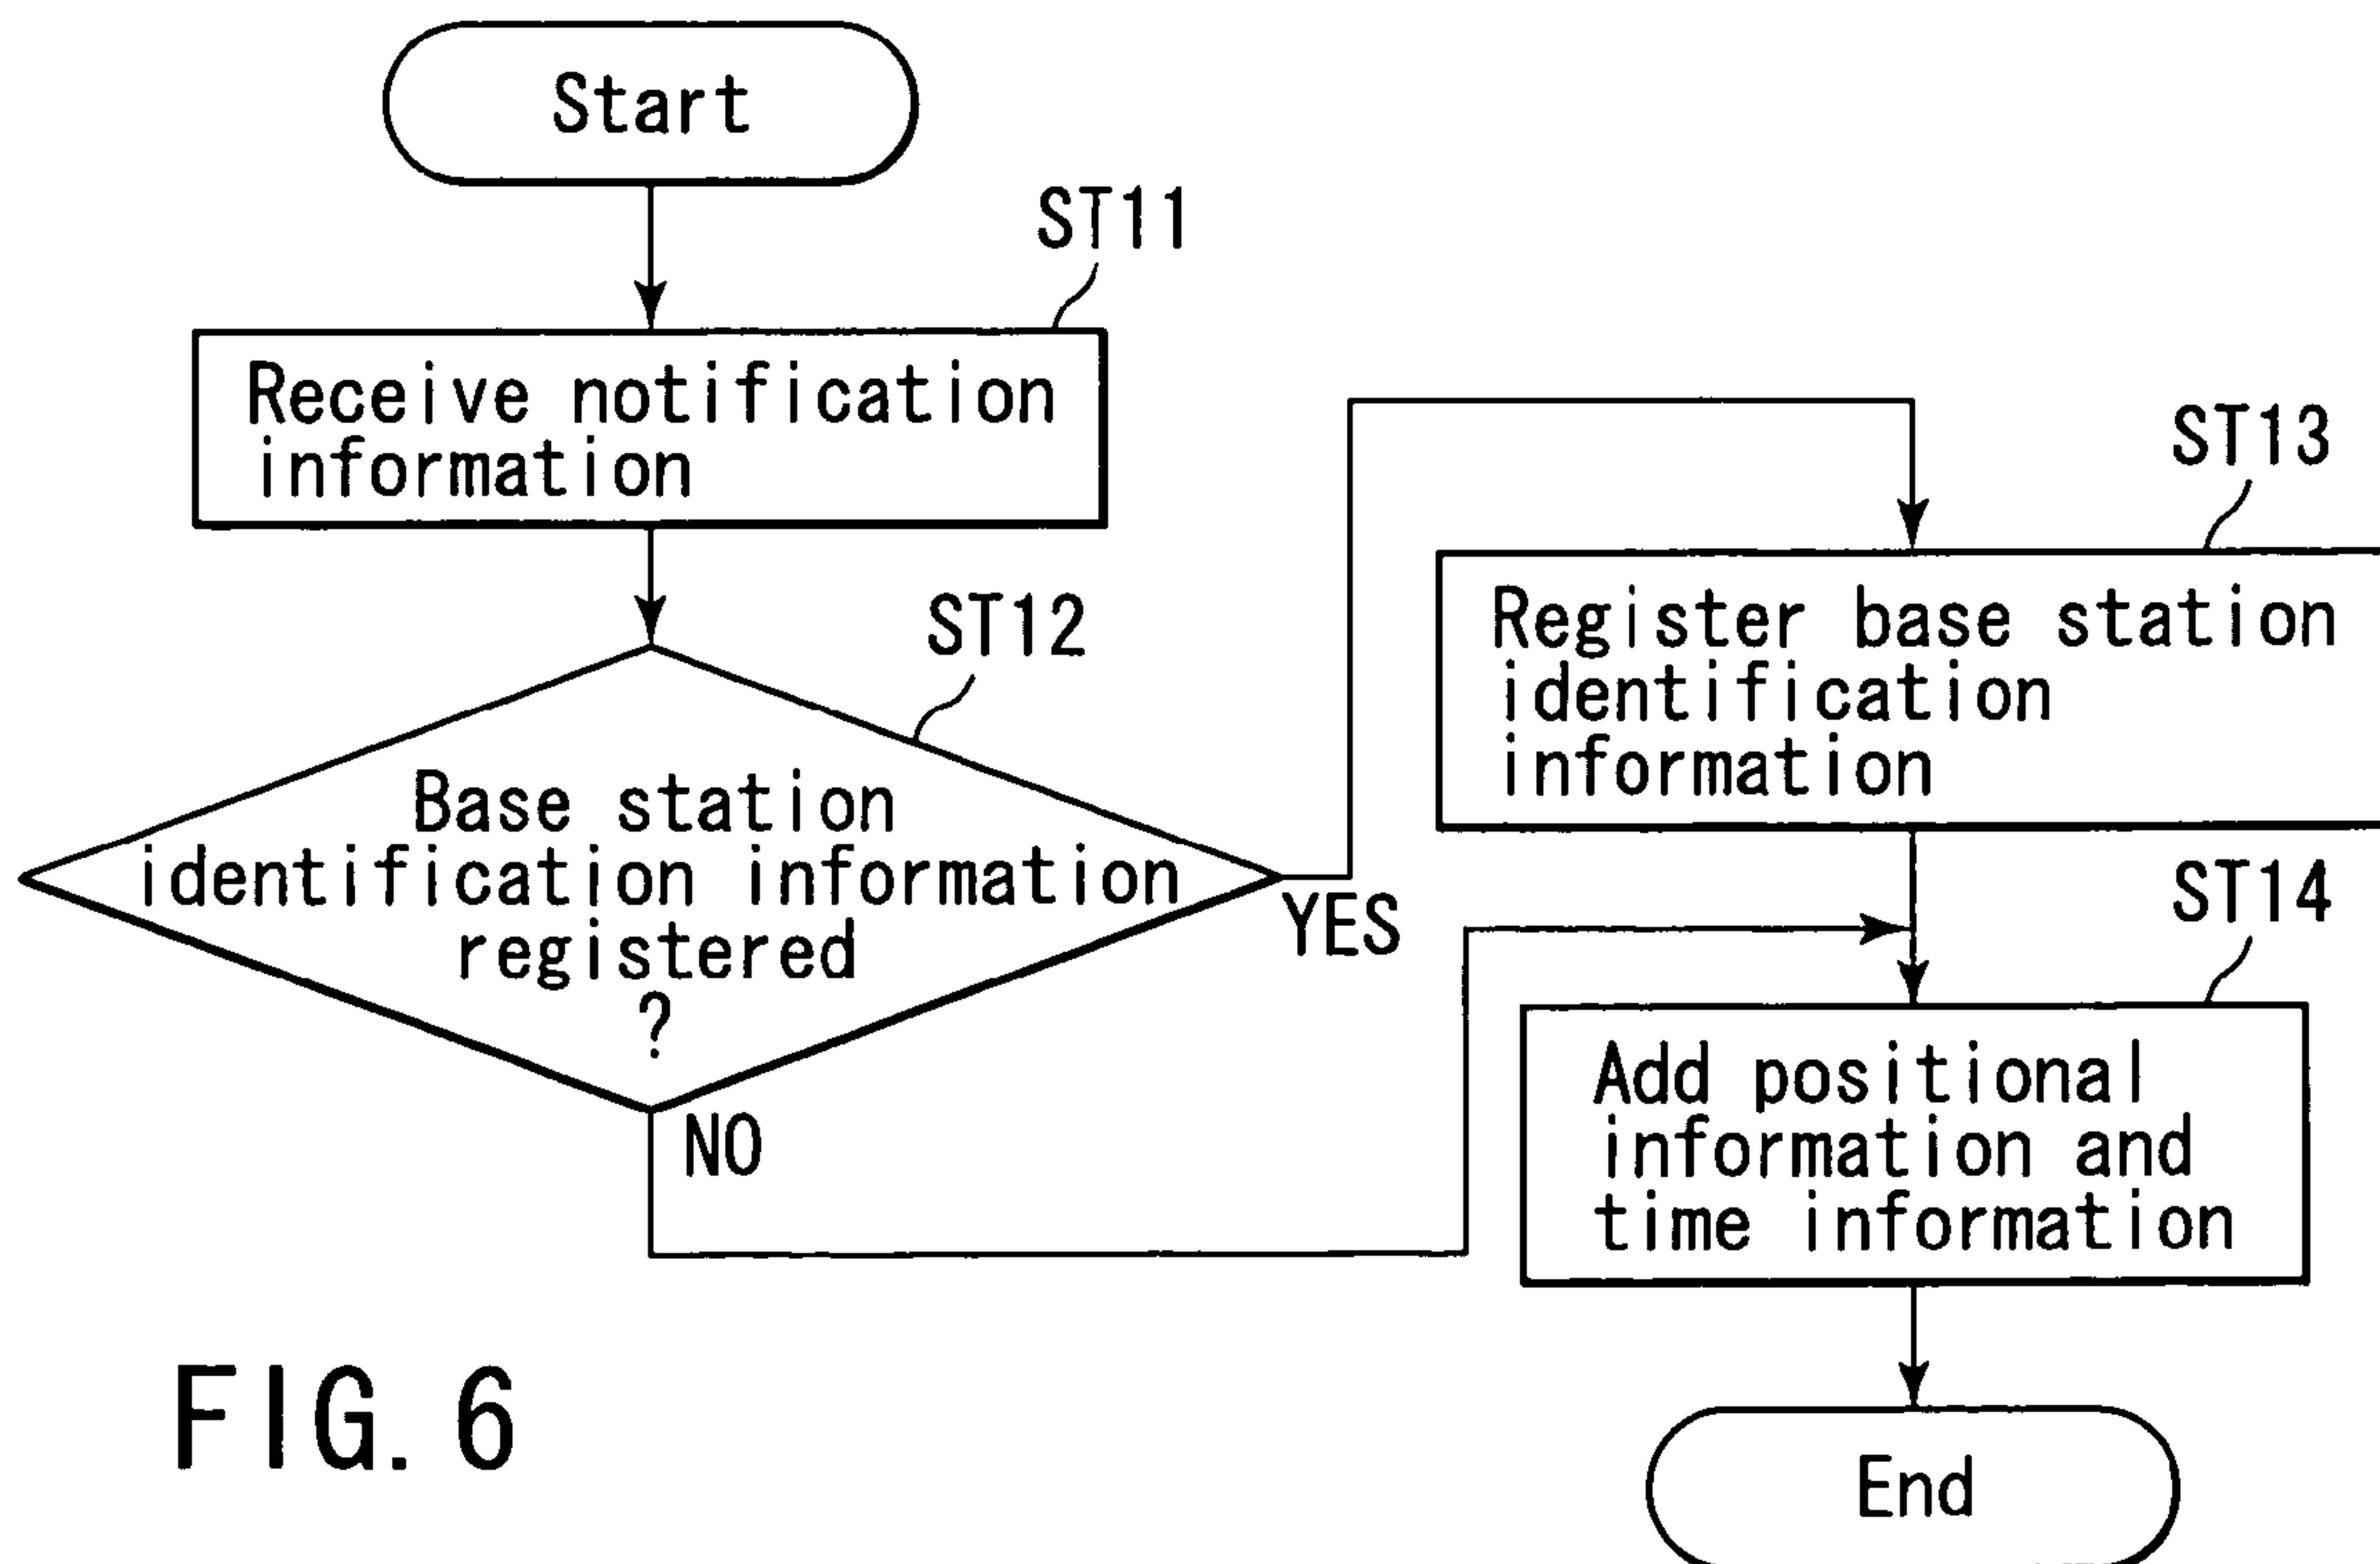 Start
ST11
Receive notification
information
ST12
Base station
identification information
registered
?
YES
NO
ST13
Register base station
identification
information
ST14
Add positional
information and
time information
End
FIG. 6